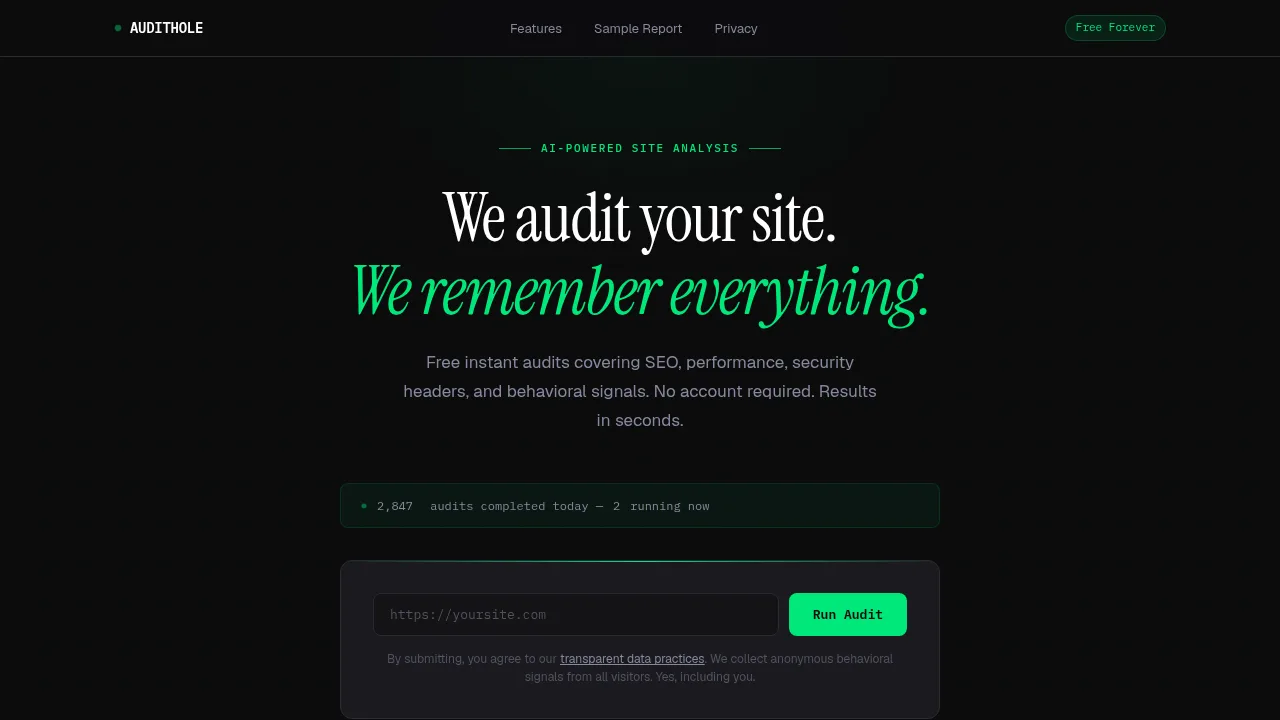 AUDITHOLE
Features
Sample Report
Privacy
Free Forever
AI-POWERED SITE ANALYSIS
We audit your site.
We remember everything.
Free instant audits covering SEO, performance, security
headers, and behavioral signals. No account required. Results
in seconds.
2,847 audits completed today — 2 running now
https://yoursite.com
Run Audit
By submitting, you agree to our transparent data practices. We collect anonymous behavioral
signals from all visitors. Yes, including you.